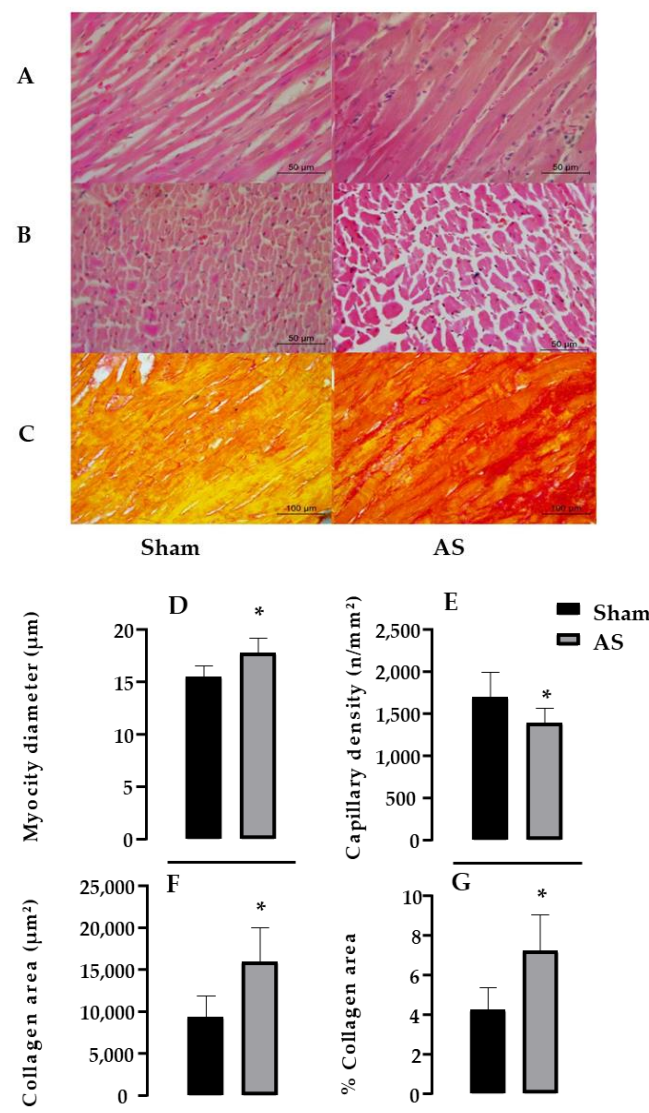 A
50 µm
50 µm
B
50 µm
50 µm
C
100 µm
100 µm
Sham
AS
D
*
Myocity diameter (µm)
20
15
10
5
0
E
Sham
AS
*
Capillary density (n/mm²)
2,500
2,000
1,500
1,000
500
0
F
*
Collagen area (µm²)
25,000
20,000
15,000
10,000
5,000
0
G
*
% Collagen area
10
8
6
4
2
0